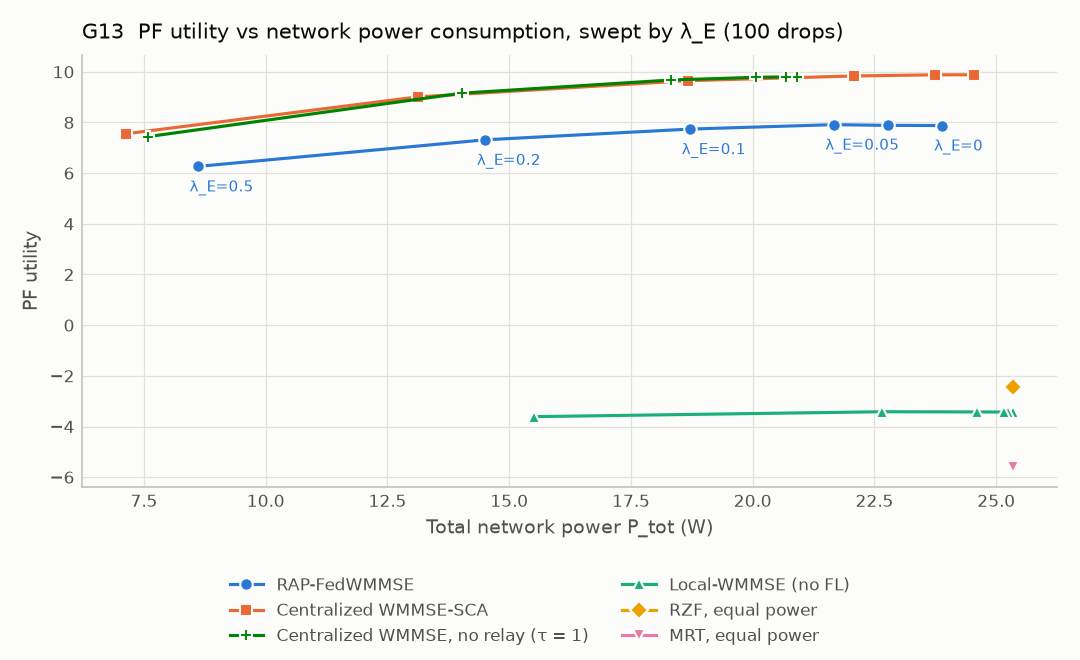 G13  PF utility vs network power consumption, swept by λ_E (100 drops)
PF utility
10
8
6
4
2
0
−2
−4
−6
λ_E=0.5
λ_E=0.2
λ_E=0.1
λ_E=0.05
λ_E=0
7.5
10.0
12.5
15.0
17.5
20.0
22.5
25.0
Total network power P_tot (W)
RAP-FedWMMSE
Centralized WMMSE-SCA
Centralized WMMSE, no relay (τ = 1)
Local-WMMSE (no FL)
RZF, equal power
MRT, equal power